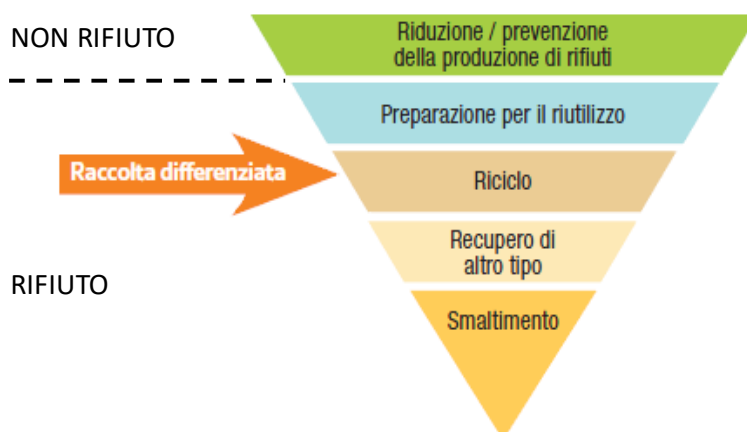 NON RIFIUTO
Riduzione / prevenzione
della produzione di rifiuti
Preparazione per il riutilizzo
Raccolta differenziata
Riciclo
Recupero di
altro tipo
RIFIUTO
Smaltimento